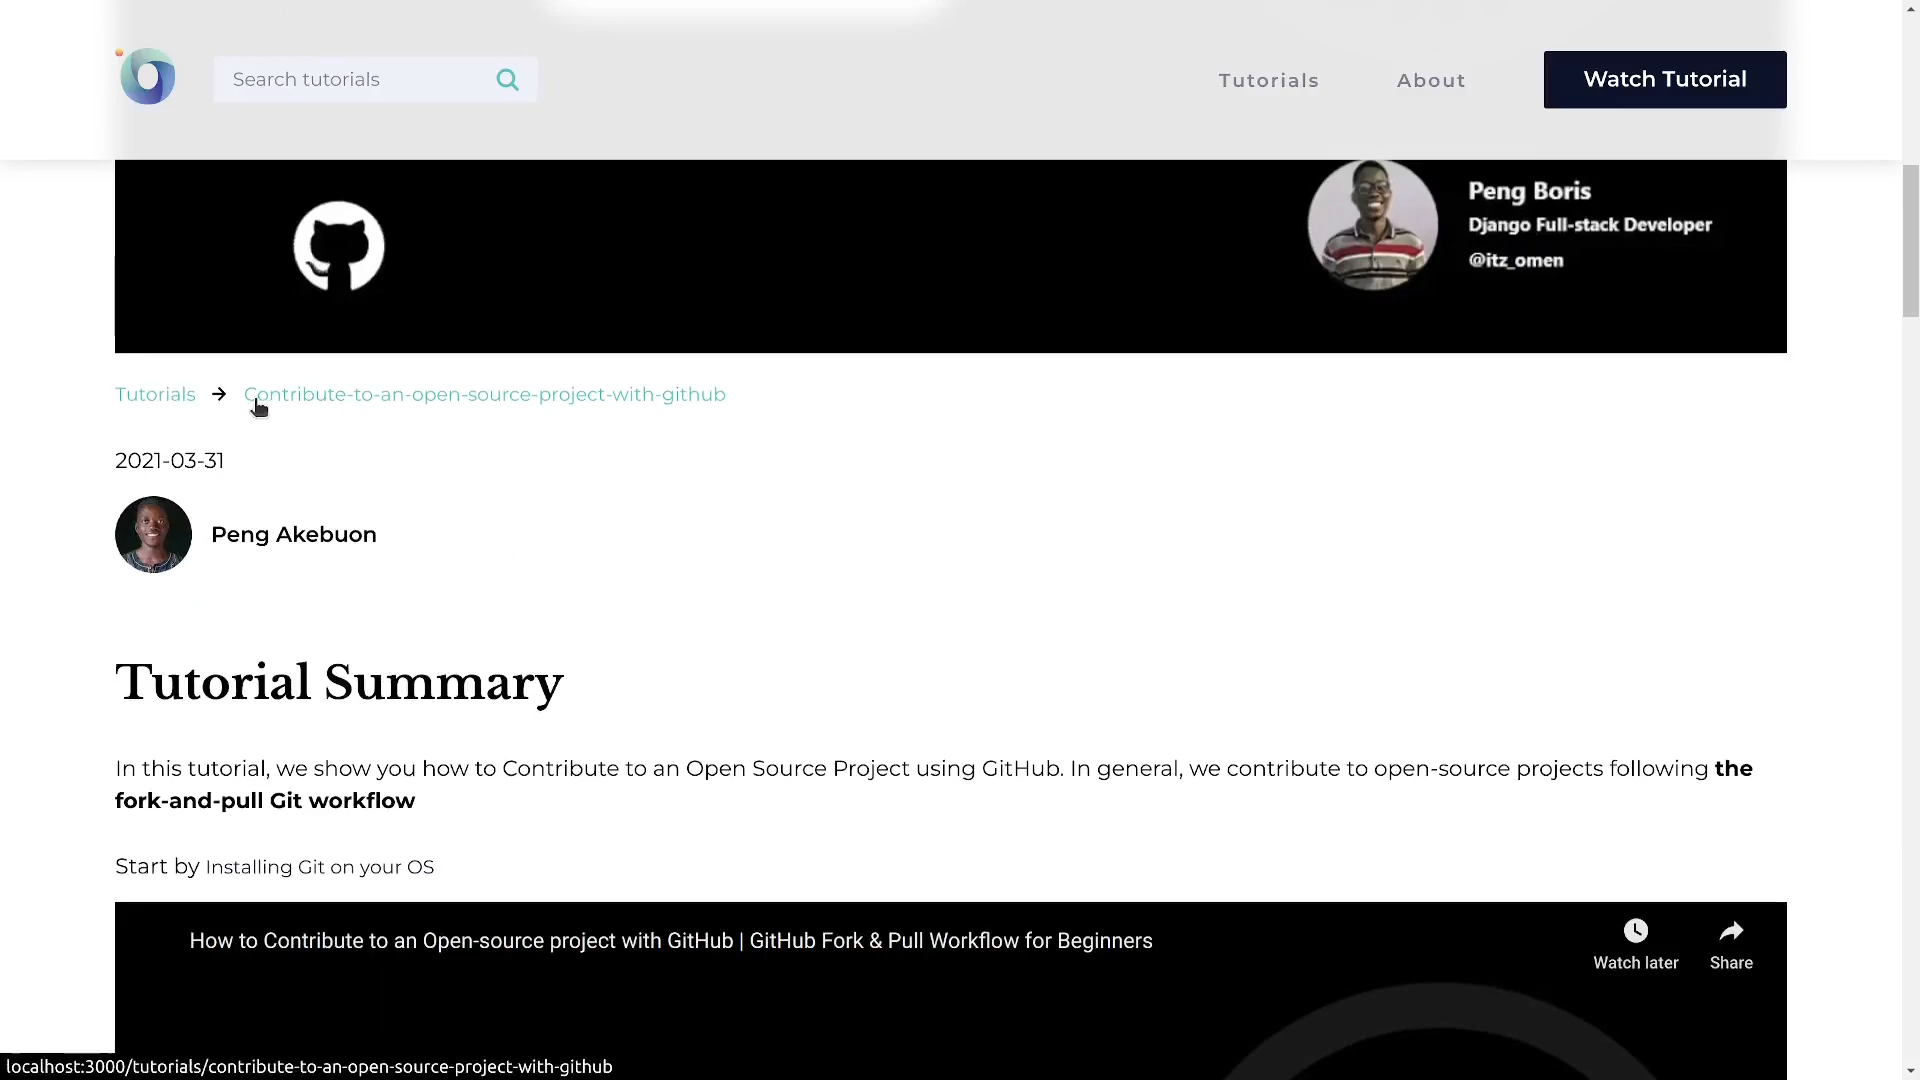 Search tutorials
Tutorials
About
Watch Tutorial
Peng Boris
Django Full-stack Developer
@itz_omen
Tutorials → Contribute-to-an-open-source-project-with-github
2021-03-31
Peng Akebuon
Tutorial Summary
In this tutorial, we show you how to Contribute to an Open Source Project using GitHub. In general, we contribute to open-source projects following the
fork-and-pull Git workflow
Start by Installing Git on your OS
How to Contribute to an Open-source project with GitHub | GitHub Fork & Pull Workflow for Beginners
Watch later
Share
localhost:3000/tutorials/contribute-to-an-open-source-project-with-github